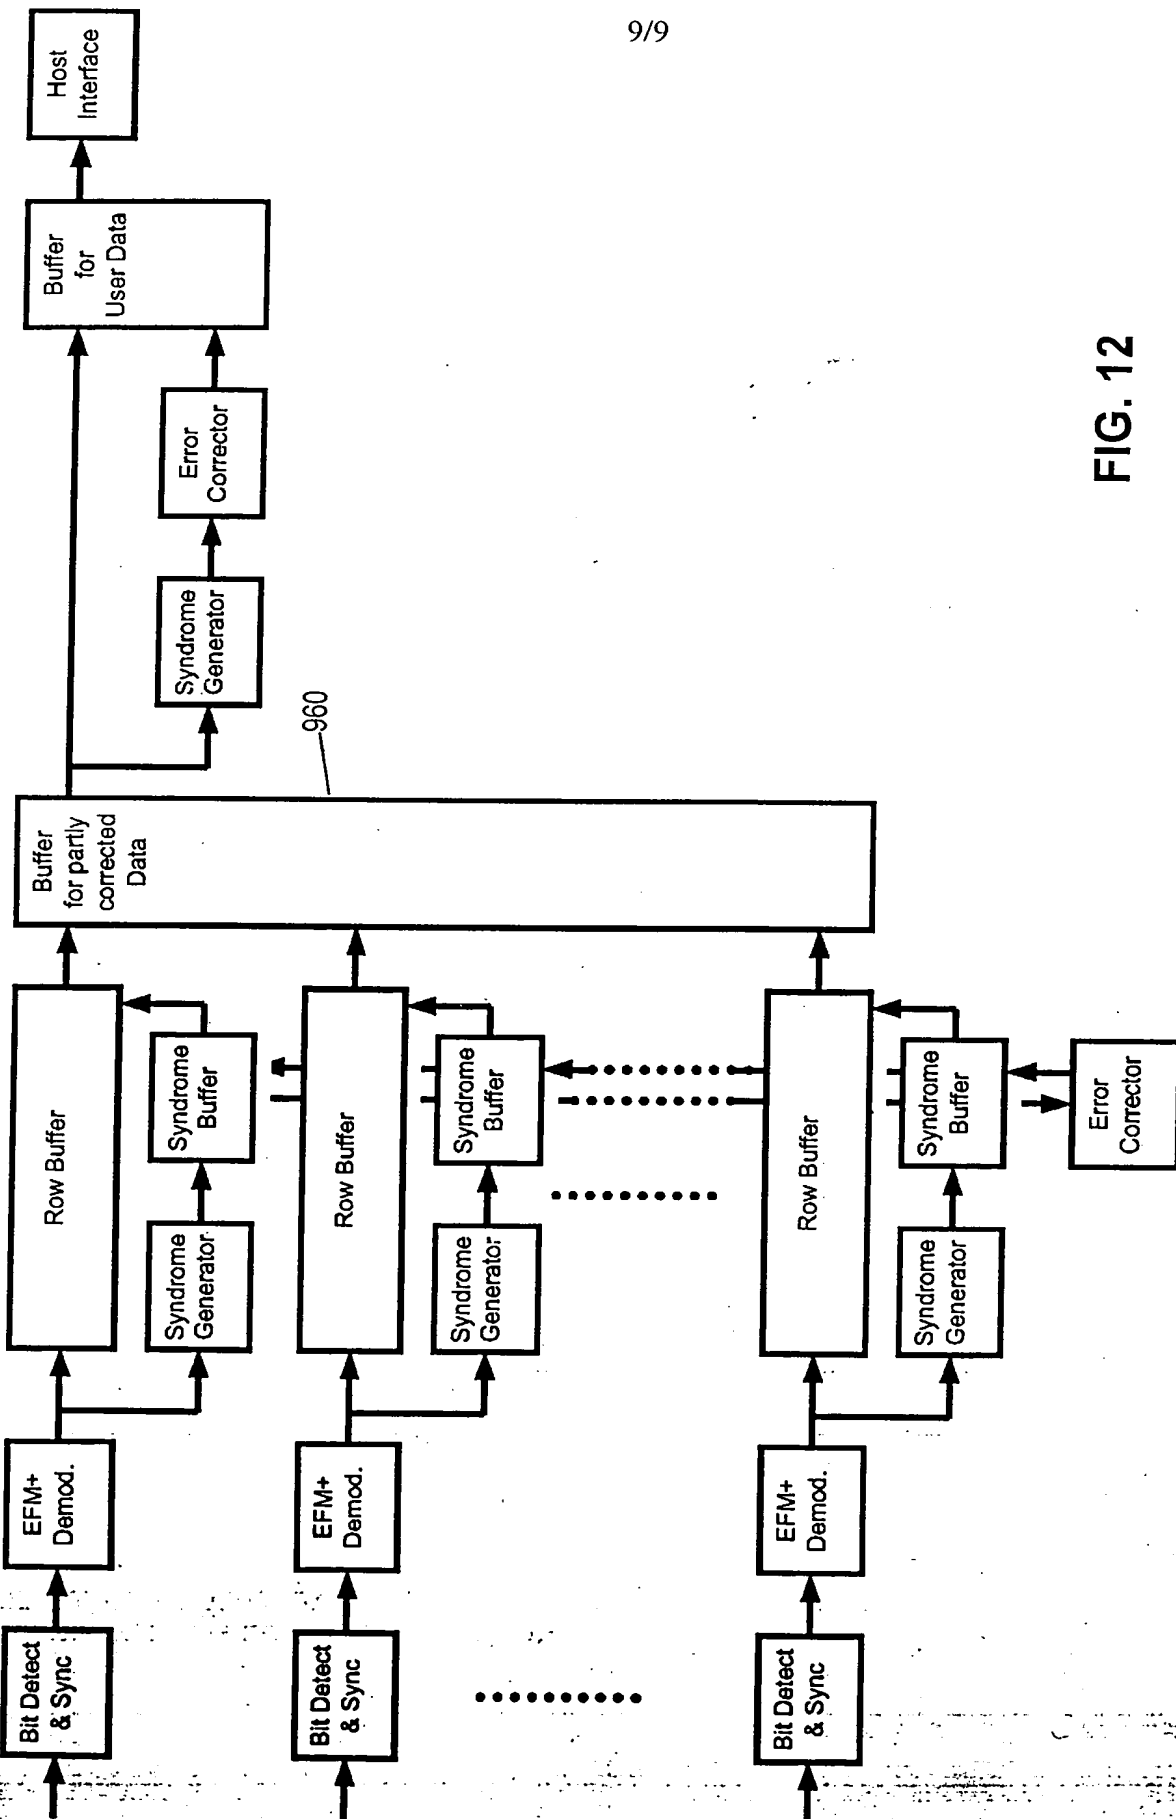 9/9
Host
Interface
Buffer
for
User Data
Error
Corrector
Syndrome
Generator
960
Buffer
for partly
corrected
Data
Row Buffer
Syndrome
Buffer
Syndrome
Generator
EFM+
Demod.
Bit Detect
& Sync
Row Buffer
Syndrome
Buffer
Syndrome
Generator
EFM+
Demod.
Bit Detect
& Sync
Row Buffer
Syndrome
Buffer
Error
Corrector
Syndrome
Generator
EFM+
Demod.
Bit Detect
& Sync
FIG. 12